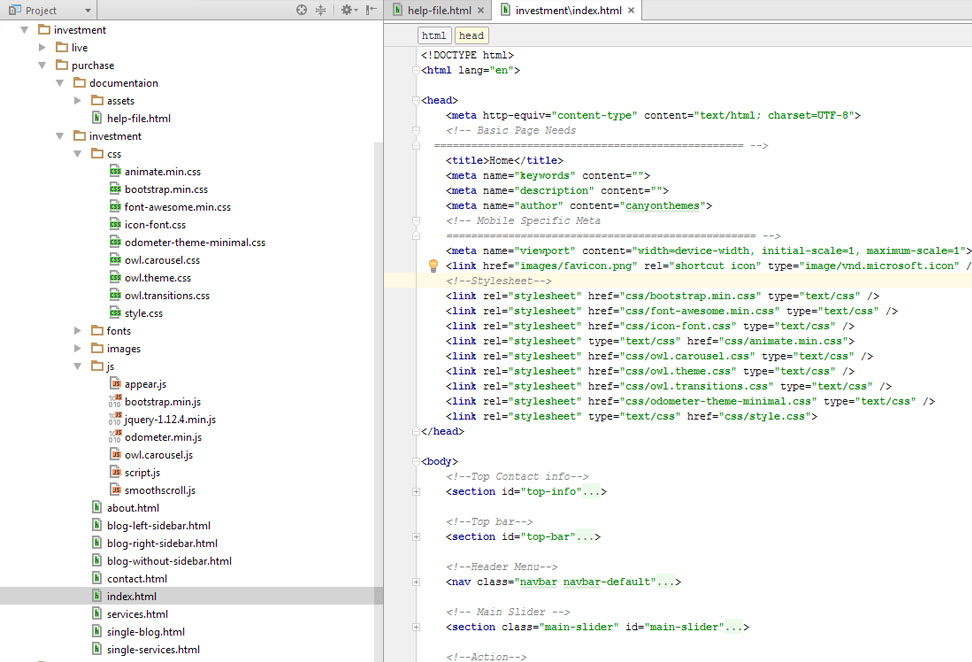 Project
investment
live
purchase
documentaion
assets
help-file.html
investment
css
animate.min.css
bootstrap.min.css
font-awesome.min.css
icon-font.css
odometer-theme-minimal.css
owl.carousel.css
owl.theme.css
owl.transitions.css
style.css
fonts
images
js
appear.js
bootstrap.min.js
jquery-1.12.4.min.js
odometer.min.js
owl.carousel.js
script.js
smoothscroll.js
about.html
blog-left-sidebar.html
blog-right-sidebar.html
blog-without-sidebar.html
contact.html
index.html
services.html
single-blog.html
single-services.html
help-file.html
investment\index.html
html head
<!DOCTYPE html>
<html lang="en">
<head>
<meta http-equiv="content-type" content="text/html; charset=UTF-8">
<!-- Basic Page Needs
================================================== -->
<title>Home</title>
<meta name="keywords" content="">
<meta name="description" content="">
<meta name="author" content="canyonthemes">
<!-- Mobile Specific Meta
================================================== -->
<meta name="viewport" content="width=device-width, initial-scale=1, maximum-scale=1">
<link href="images/favicon.png" rel="shortcut icon" type="image/vnd.microsoft.icon" /
<!--Stylesheet-->
<link rel="stylesheet" href="css/bootstrap.min.css" type="text/css" />
<link rel="stylesheet" href="css/font-awesome.min.css" type="text/css" />
<link rel="stylesheet" href="css/icon-font.css" type="text/css" />
<link rel="stylesheet" type="text/css" href="css/animate.min.css">
<link rel="stylesheet" href="css/owl.carousel.css" type="text/css" />
<link rel="stylesheet" href="css/owl.theme.css" type="text/css" />
<link rel="stylesheet" href="css/owl.transitions.css" type="text/css" />
<link rel="stylesheet" href="css/odometer-theme-minimal.css" type="text/css" />
<link rel="stylesheet" type="text/css" href="css/style.css">
</head>
<body>
<!--Top Contact info-->
<section id="top-info"...>
<!--Top bar-->
<section id="top-bar"...>
<!--Header Menu-->
<nav class="navbar navbar-default"...>
<!-- Main Slider -->
<section class="main-slider" id="main-slider"...>
<!--Action-->